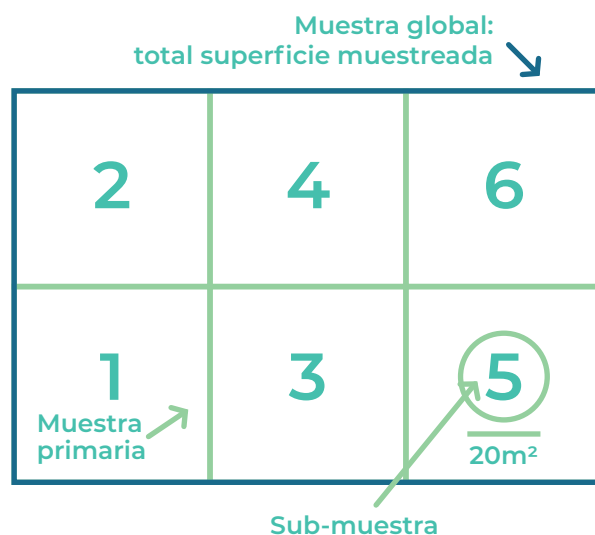 Muestra global:
total superficie muestreada
2
4
6
1
3
5
Muestra
primaria
20m²
Sub-muestra